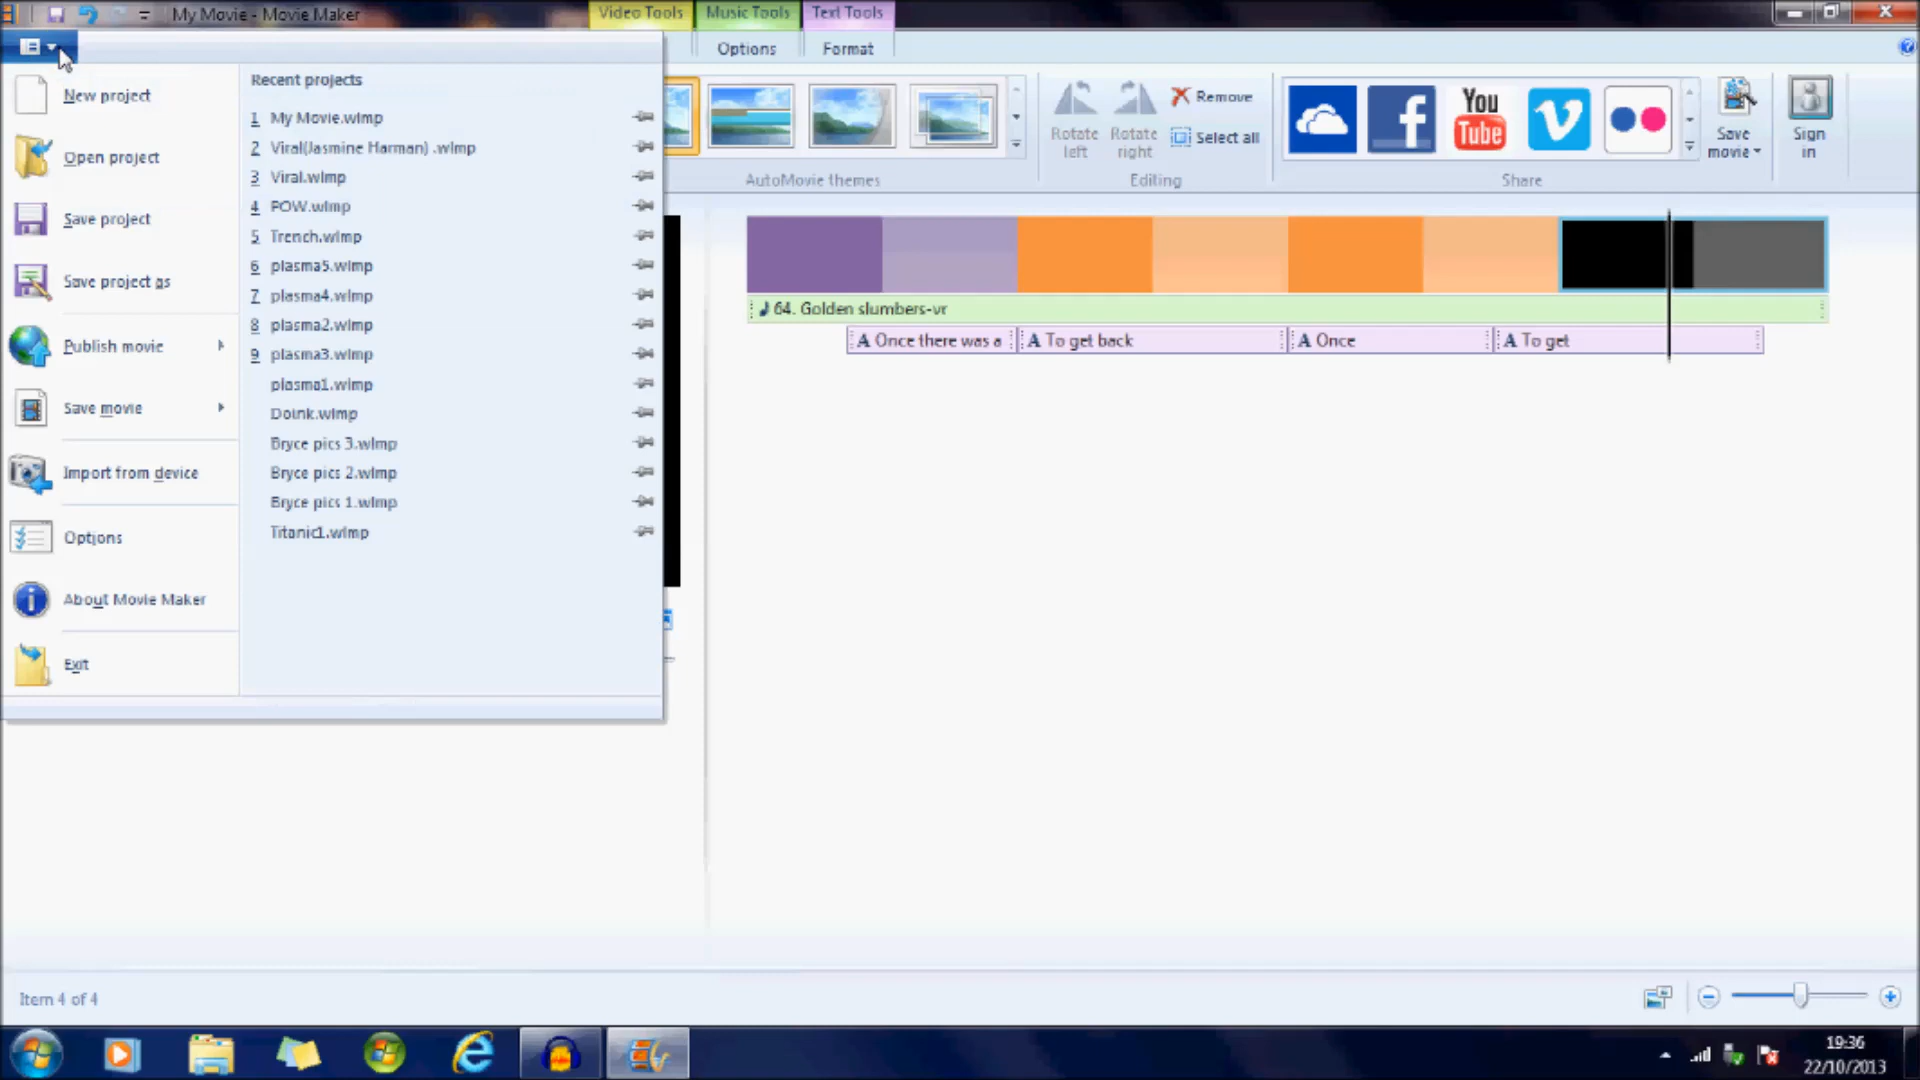 My Movie - Movie Maker
Video Tools
Music Tools
Text Tools
Options
Format
New project
Open project
Save project
Save project as
Publish movie
Save movie
Import from device
Options
About Movie Maker
Exit
Recent projects
1 My Movie.wlmp
2 Viral(Jasmine Harman) .wlmp
3 Viral.wlmp
4 POW.wlmp
5 Trench.wlmp
6 plasma5.wlmp
7 plasma4.wlmp
8 plasma2.wlmp
9 plasma3.wlmp
plasma1.wlmp
Doink.wlmp
Bryce pics 3.wlmp
Bryce pics 2.wlmp
Bryce pics 1.wlmp
Titanic1.wlmp
AutoMovie themes
Rotate left
Rotate right
Remove
Select all
Editing
f
You Tube
v
Share
Save movie
Sign in
64. Golden slumbers-vr
A Once there was a
A To get back
A Once
A To get
Item 4 of 4
19:36
22/10/2013